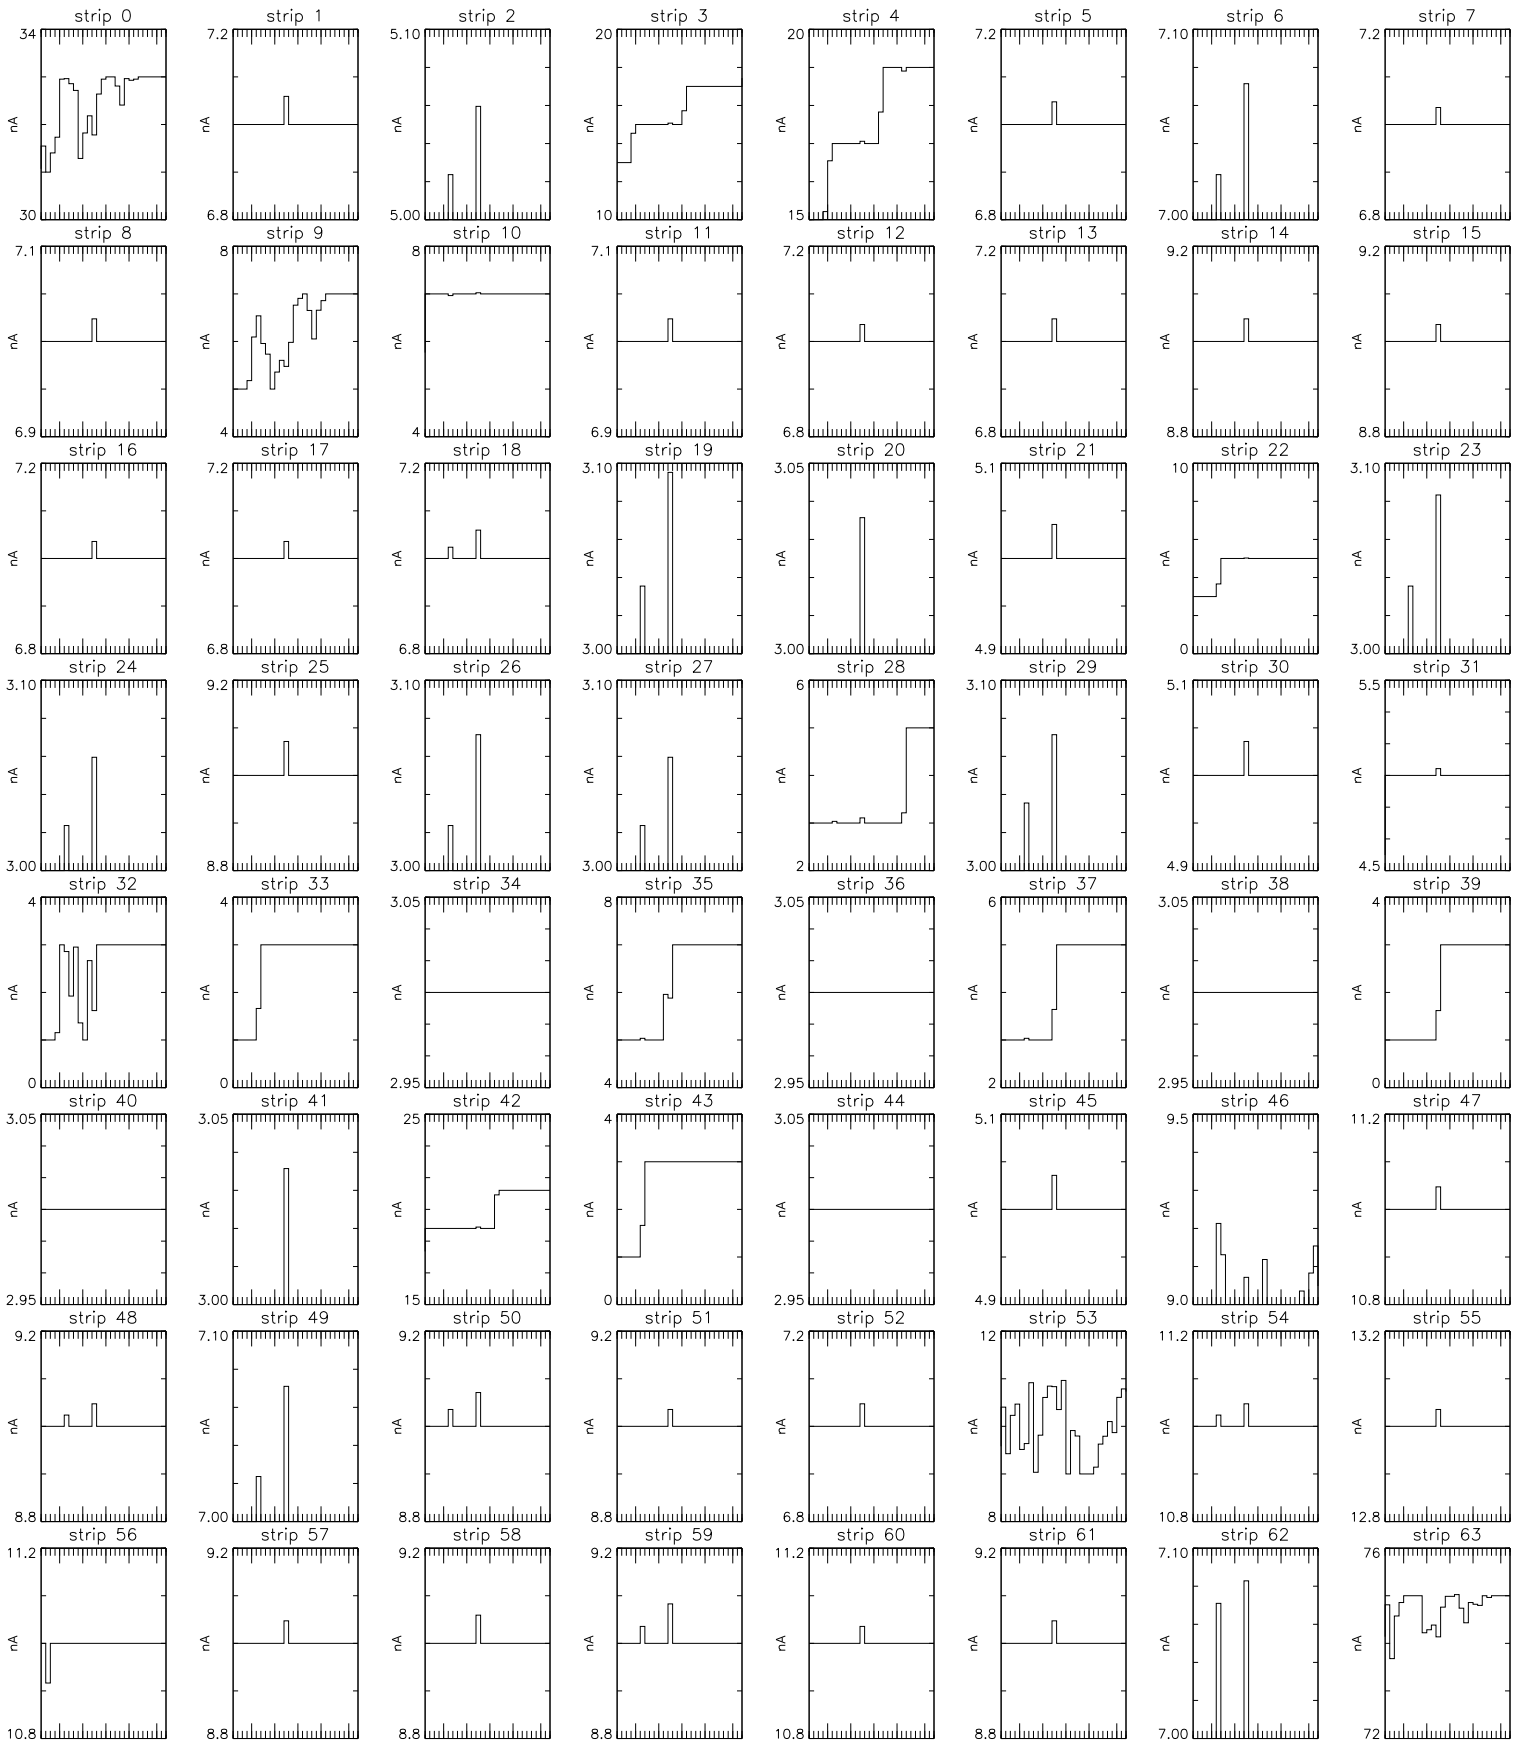 strip 0 strip 1 strip 2 strip 3 strip 4 strip 5 strip 6 strip 7
34 7.2 5.10 20 20 7.2 7.10 7.2
nA nA nA nA nA nA nA nA
30 6.8 5.00 10 15 6.8 7.00 6.8
strip 8 strip 9 strip 10 strip 11 strip 12 strip 13 strip 14 strip 15
7.1 8 8 7.1 7.2 7.2 9.2 9.2
nA nA nA nA nA nA nA nA
6.9 4 4 6.9 6.8 6.8 8.8 8.8
strip 16 strip 17 strip 18 strip 19 strip 20 strip 21 strip 22 strip 23
7.2 7.2 7.2 3.10 3.05 5.1 10 3.10
nA nA nA nA nA nA nA nA
6.8 6.8 6.8 3.00 3.00 4.9 0 3.00
strip 24 strip 25 strip 26 strip 27 strip 28 strip 29 strip 30 strip 31
3.10 9.2 3.10 3.10 6 3.10 5.1 5.5
nA nA nA nA nA nA nA nA
3.00 8.8 3.00 3.00 2 3.00 4.9 4.5
strip 32 strip 33 strip 34 strip 35 strip 36 strip 37 strip 38 strip 39
4 4 3.05 8 3.05 6 3.05 4
nA nA nA nA nA nA nA nA
0 0 2.95 4 2.95 2 2.95 0
strip 40 strip 41 strip 42 strip 43 strip 44 strip 45 strip 46 strip 47
3.05 3.05 25 4 3.05 5.1 9.5 11.2
nA nA nA nA nA nA nA nA
2.95 3.00 15 0 2.95 4.9 9.0 10.8
strip 48 strip 49 strip 50 strip 51 strip 52 strip 53 strip 54 strip 55
9.2 7.10 9.2 9.2 7.2 12 11.2 13.2
nA nA nA nA nA nA nA nA
8.8 7.00 8.8 8.8 6.8 8 10.8 12.8
strip 56 strip 57 strip 58 strip 59 strip 60 strip 61 strip 62 strip 63
11.2 9.2 9.2 9.2 11.2 9.2 7.10 76
nA nA nA nA nA nA nA nA
10.8 8.8 8.8 8.8 10.8 8.8 7.00 72